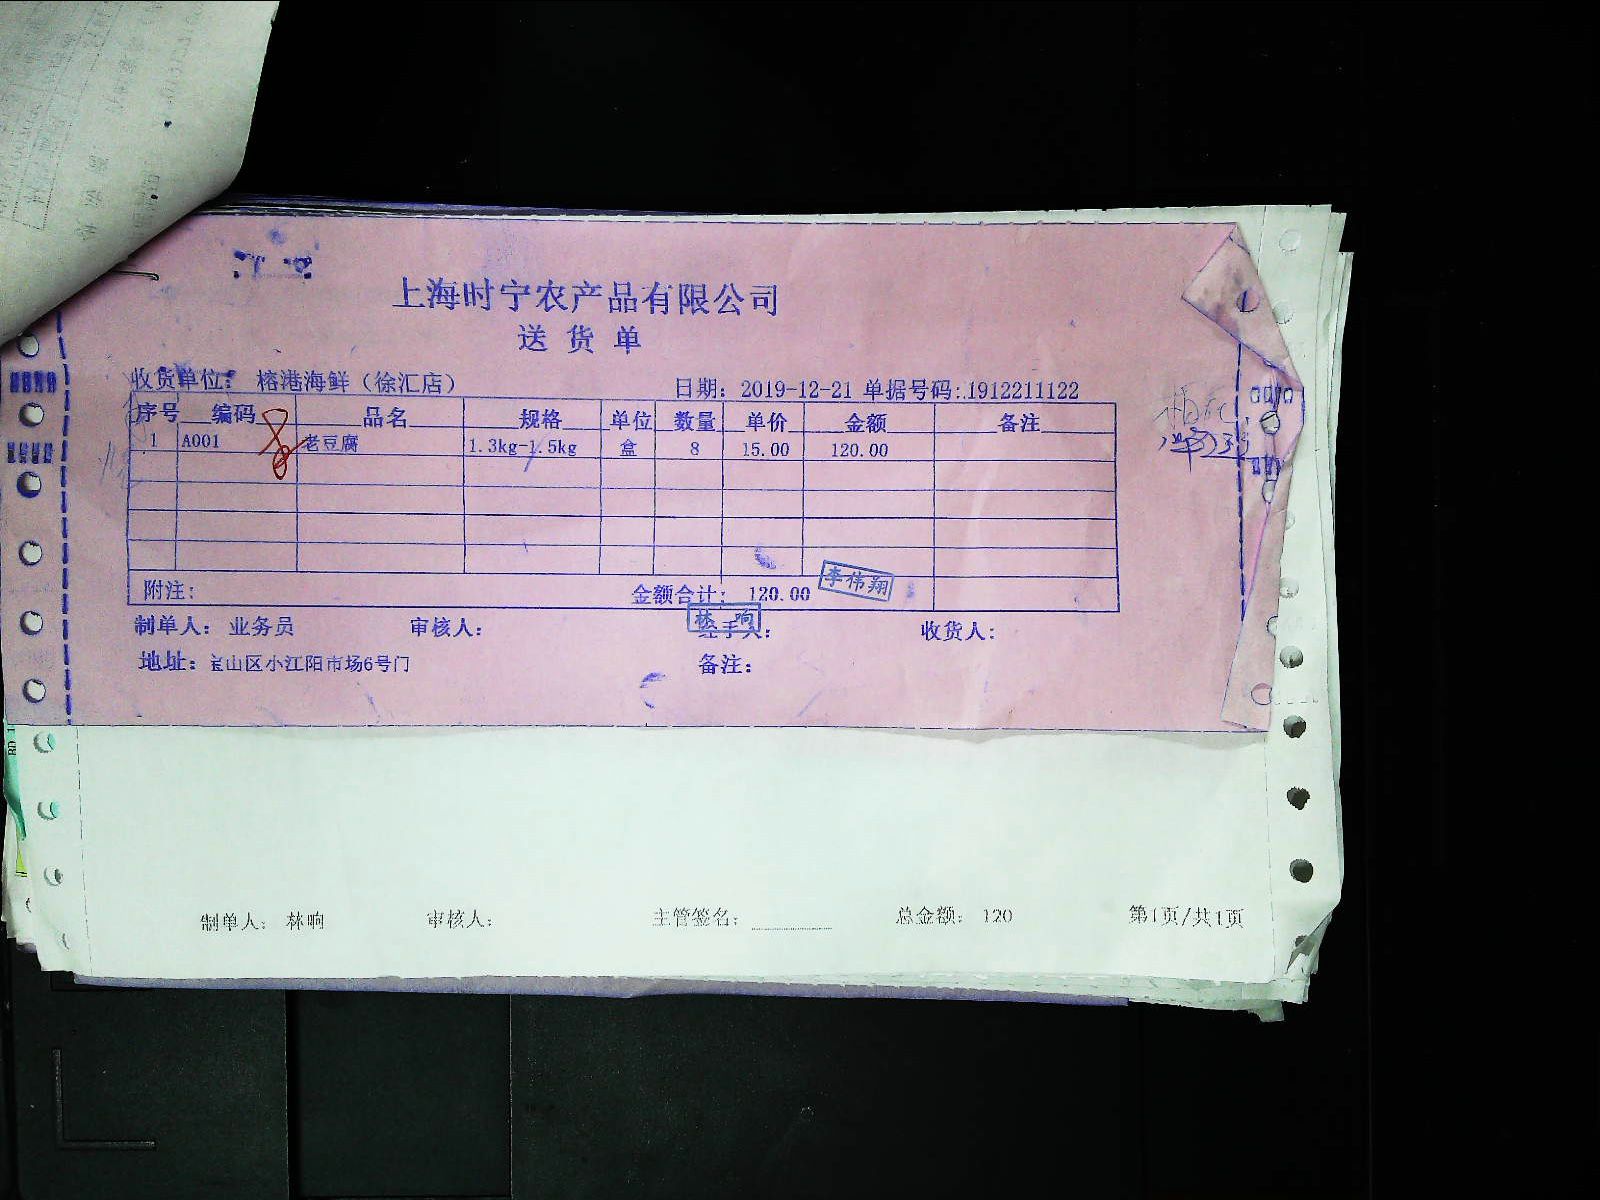 上海时宁农产品有限公司
送货单
收货单位: 榕港海鲜（徐汇店） 日期: 2019-12-21 单据号码:.1912211122
序号 编码 品名 规格 单位 数量 单价 金额 备注
1 A001 8 老豆腐 1.3kg-1.5kg 盒 8 15.00 120.00
附注: 金额合计: 120.00 李伟翔
林响
制单人: 业务员 审核人: 经手人: 收货人:
地址: 宝山区小江阳市场6号门 备注:
制单人: 林响 审核人: 主管签名: 总金额: 120 第1页/共1页